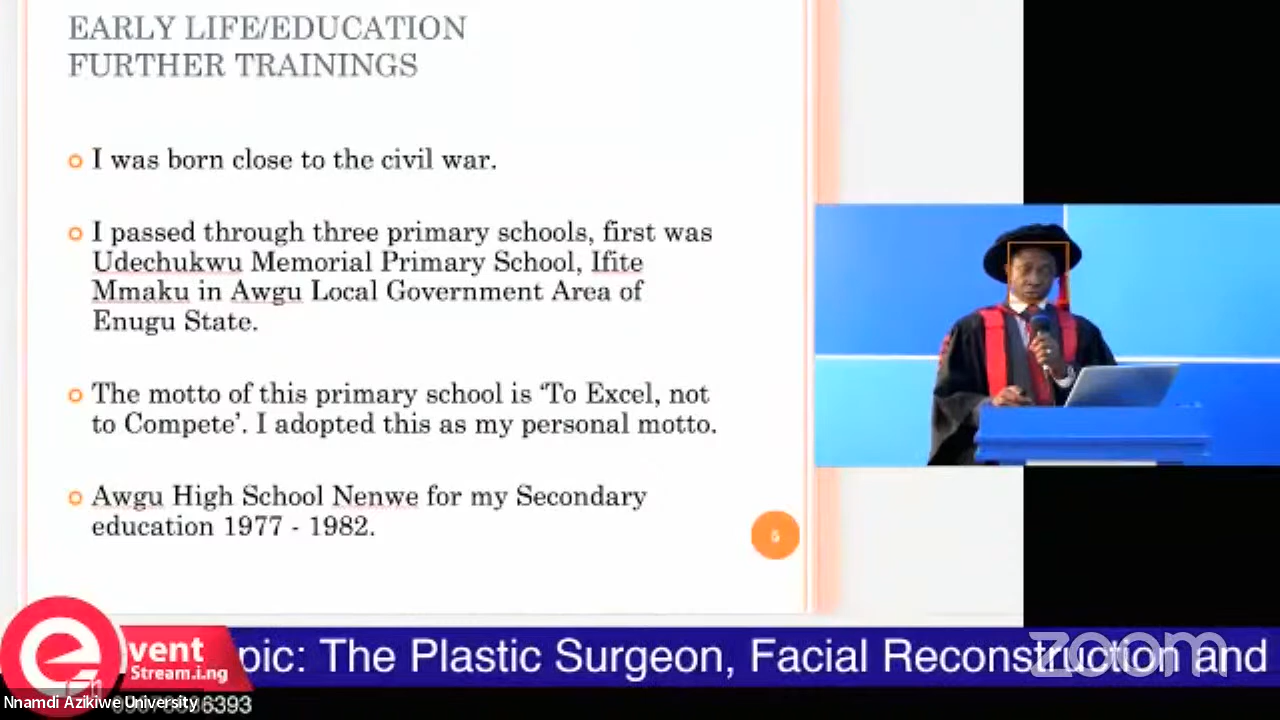 EARLY LIFE/EDUCATION
FURTHER TRAININGS
I was born close to the civil war.
I passed through three primary schools, first was
Udechukwu Memorial Primary School, Ifite
Mmaku in Awgu Local Government Area of
Enugu State.
The motto of this primary school is ‘To Excel, not
to Compete’. I adopted this as my personal motto.
Awgu High School Nenwe for my Secondary
education 1977 - 1982.
event
Stream.i.ng
pic: The Plastic Surgeon, Facial Reconstruction and
zoom
Nnamdi Azikiwe University